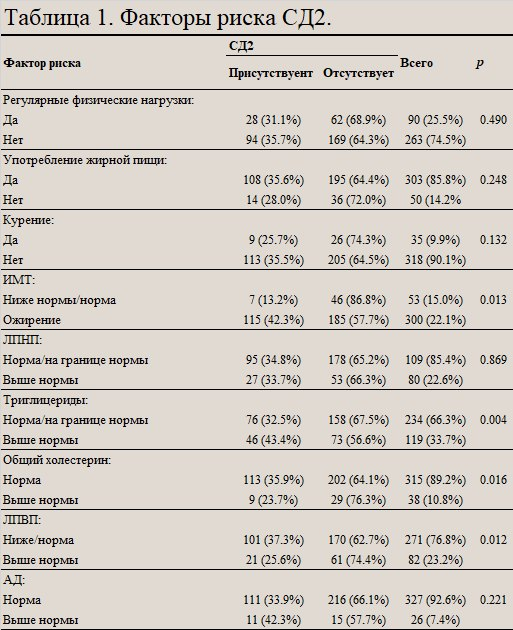 Таблица 1. Факторы риска СД2.
СД2
Фактор риска Всего p
Присутствуент Отсутствует
Регулярные физические нагрузки:
Да 28 (31.1%) 62 (68.9%) 90 (25.5%) 0.490
Нет 94 (35.7%) 169 (64.3%) 263 (74.5%)
Употребление жирной пищи:
Да 108 (35.6%) 195 (64.4%) 303 (85.8%) 0.248
Нет 14 (28.0%) 36 (72.0%) 50 (14.2%
Курение:
Да 9 (25.7%) 26 (74.3%) 35 (9.9%) 0.132
Нет 113 (35.5%) 205 (64.5%) 318 (90.1%)
ИМТ:
Ниже нормы/норма 7 (13.2%) 46 (86.8%) 53 (15.0%) 0.013
Ожирение 115 (42.3%) 185 (57.7%) 300 (22.1%)
ЛПНП:
Норма/на границе нормы 95 (34.8%) 178 (65.2%) 109 (85.4%) 0.869
Выше нормы 27 (33.7%) 53 (66.3%) 80 (22.6%)
Триглицериды:
Норма/на границе нормы 76 (32.5%) 158 (67.5%) 234 (66.3%) 0.004
Выше нормы 46 (43.4%) 73 (56.6%) 119 (33.7%)
Общий холестерин:
Норма 113 (35.9%) 202 (64.1%) 315 (89.2%) 0.016
Выше нормы 9 (23.7%) 29 (76.3%) 38 (10.8%)
ЛПВП:
Ниже/норма 101 (37.3%) 170 (62.7%) 271 (76.8%) 0.012
Выше нормы 21 (25.6%) 61 (74.4%) 82 (23.2%)
АД:
Норма 111 (33.9%) 216 (66.1%) 327 (92.6%) 0.221
Выше нормы 11 (42.3%) 15 (57.7%) 26 (7.4%)